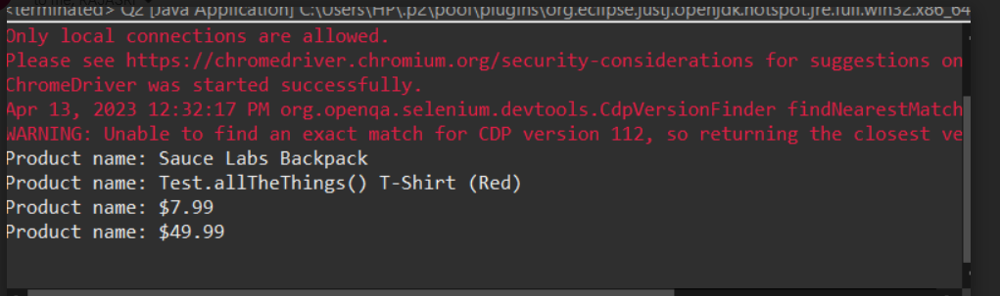 <terminated> Q2 [Java Application] C:\Users\HP\.p2\pool\plugins\org.eclipse.justj.openjdk.hotspot.jre.full.win32.x86_64
Only local connections are allowed.
Please see https://chromedriver.chromium.org/security-considerations for suggestions on
ChromeDriver was started successfully.
Apr 13, 2023 12:32:17 PM org.openqa.selenium.devtools.CdpVersionFinder findNearestMatch
WARNING: Unable to find an exact match for CDP version 112, so returning the closest ve
Product name: Sauce Labs Backpack
Product name: Test.allTheThings() T-Shirt (Red)
Product name: $7.99
Product name: $49.99